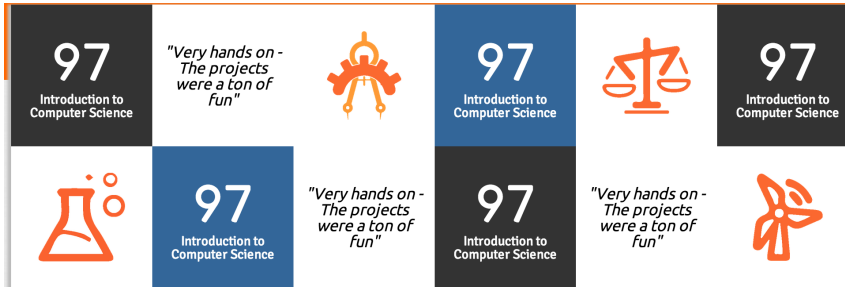 97
Introduction to
Computer Science
"Very hands on -
The projects
were a ton of
fun"
97
Introduction to
Computer Science
97
Introduction to
Computer Science
97
Introduction to
Computer Science
"Very hands on -
The projects
were a ton of
fun"
97
Introduction to
Computer Science
"Very hands on -
The projects
were a ton of
fun"